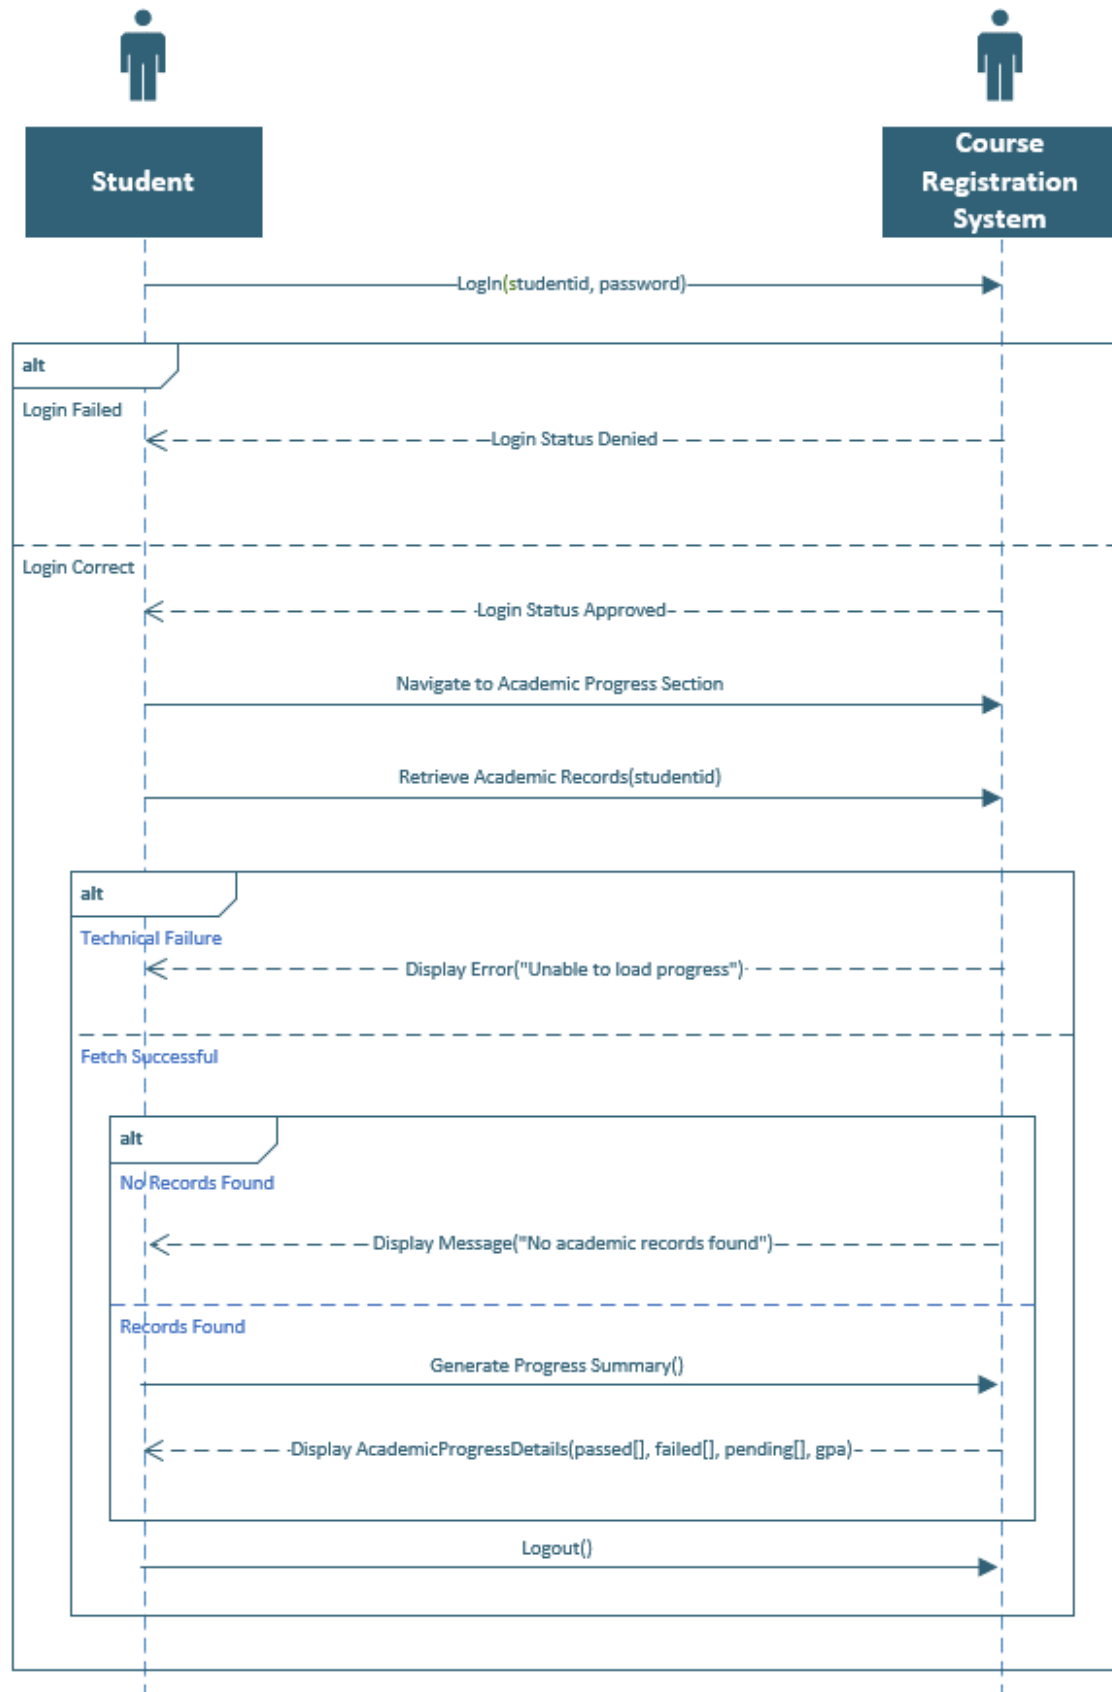 Student
Course
Registration
System
LogIn(studentid, password)
alt
Login Failed
Login Status Denied
Login Correct
Login Status Approved
Navigate to Academic Progress Section
Retrieve Academic Records(studentid)
alt
Technical Failure
Display Error("Unable to load progress")
Fetch Successful
alt
No Records Found
Display Message("No academic records found")
Records Found
Generate Progress Summary()
Display AcademicProgressDetails(passed[], failed[], pending[], gpa)
Logout()